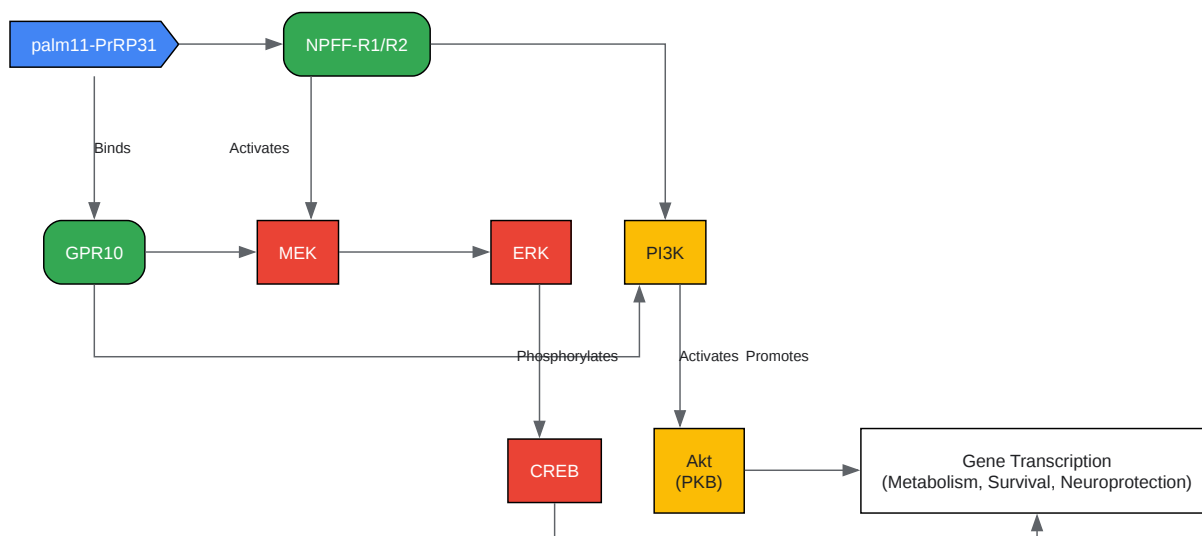 palm11-PrRP31
NPFF-R1/R2
Binds
Activates
GPR10
MEK
ERK
PI3K
Phosphorylates
Activates
Promotes
CREB
Akt
(PKB)
Gene Transcription
(Metabolism, Survival, Neuroprotection)